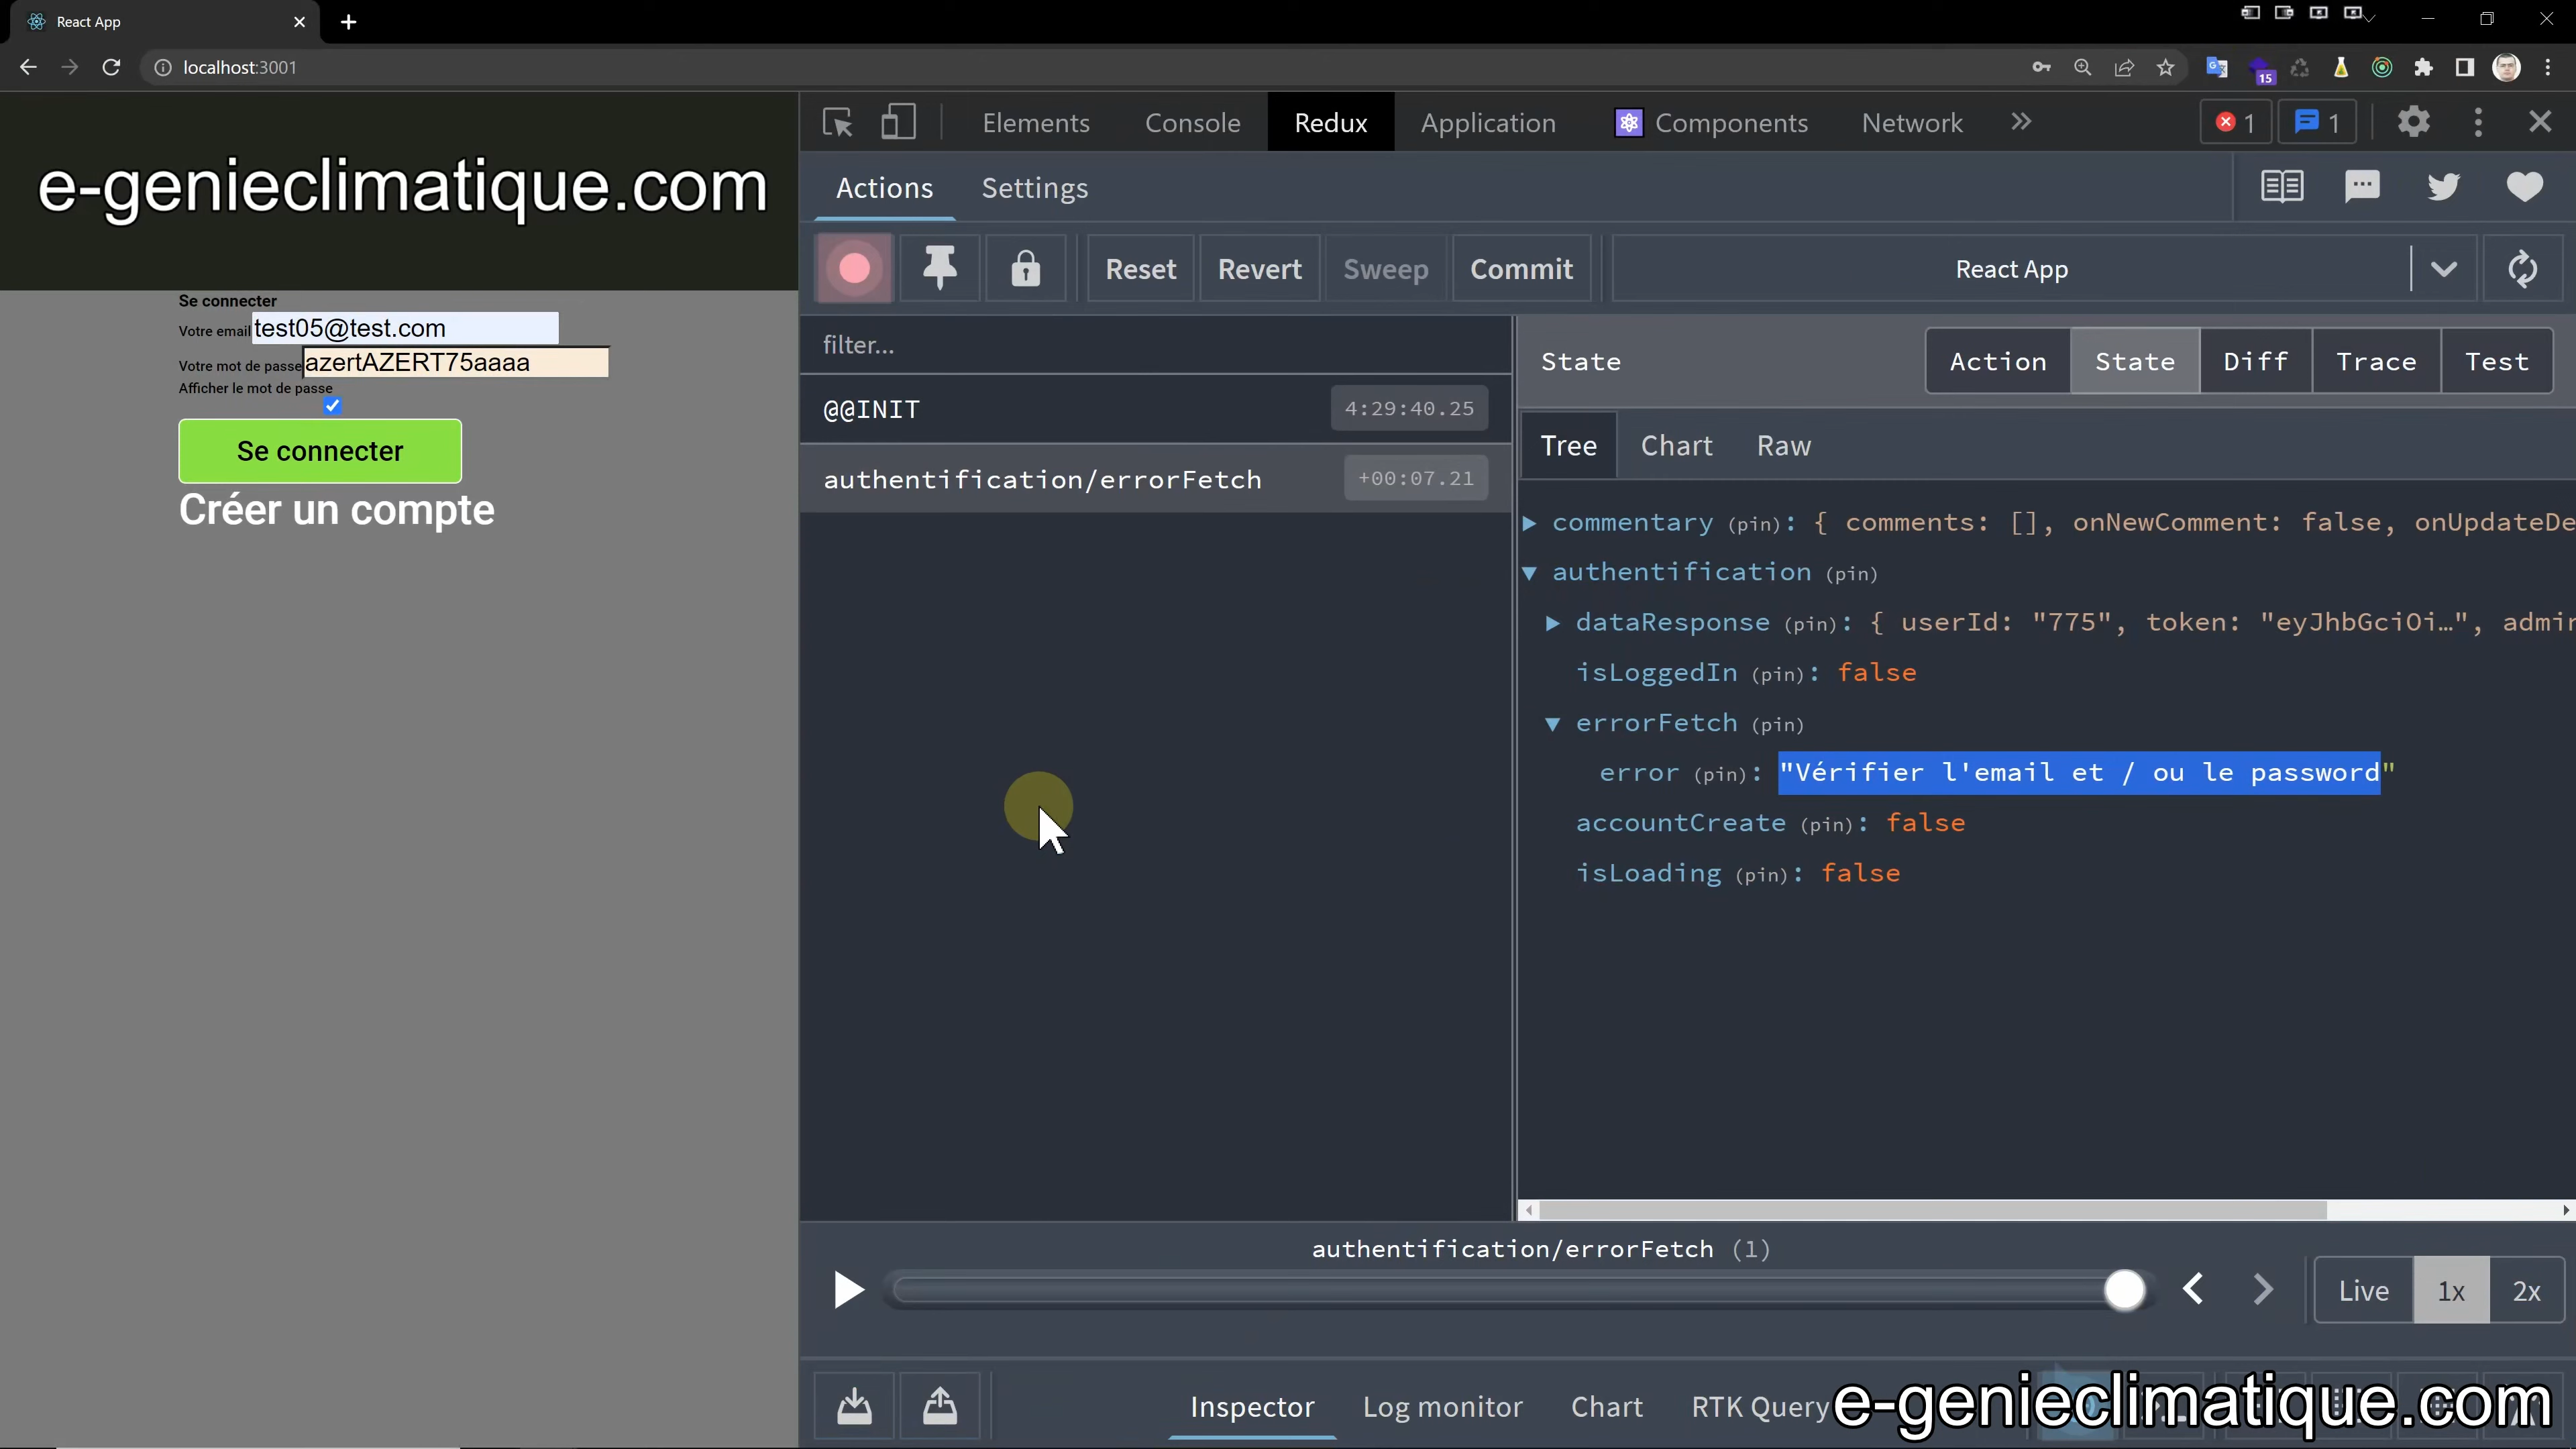 React App
localhost:3001
15
e-genieclimatique.com
Se connecter
Votre email test05@test.com
Votre mot de passe azertAZERT75aaaa
Afficher le mot de passe
Se connecter
Créer un compte
Elements Console Redux Application Components Network 1 1
Actions Settings
Reset Revert Sweep Commit React App
filter...
@@INIT 4:29:40.25
authentification/errorFetch +00:07.21
State Action State Diff Trace Test
Tree Chart Raw
commentary (pin): { comments: [], onNewComment: false, onUpdateDe
authentification (pin)
dataResponse (pin): { userId: "775", token: "eyJhbGciOi…", admin
isLoggedIn (pin): false
errorFetch (pin)
error (pin): "Vérifier l'email et / ou le password"
accountCreate (pin): false
isLoading (pin): false
authentification/errorFetch (1)
Live 1x 2x
Inspector Log monitor Chart RTK Query
e-genieclimatique.com